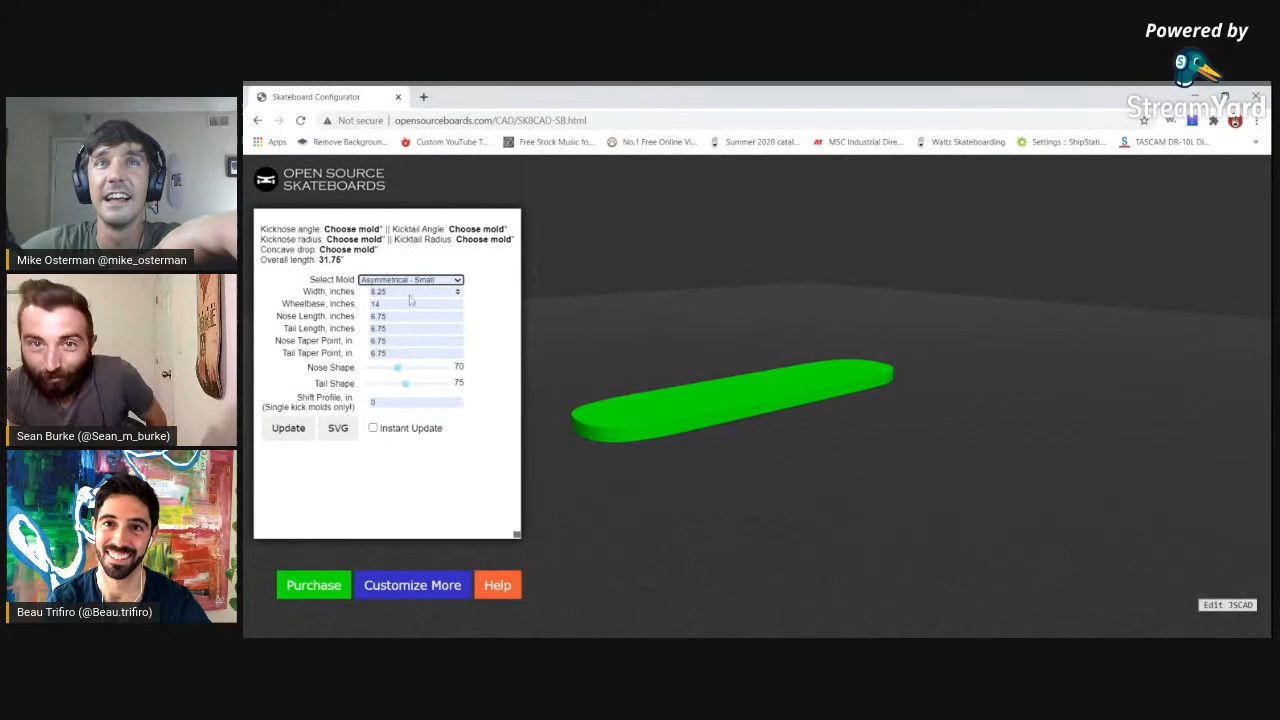 Powered by
StreamYard
Skateboard Configurator
Not secure
opensourceboards.com/CAD/SK8CAD-SB.html
Apps
Remove Backgroun...
Custom YouTube T...
Free Stock Music fo...
No.1 Free Online Vi...
Summer 2020 catal...
MSC Industrial Dire...
Waltz Skateboarding
Settings :: ShipStati...
TASCAM DR-10L Di...
OPEN SOURCE
SKATEBOARDS
Kicknose angle: Choose mold° || Kicktail Angle: Choose mold°
Kicknose radius: Choose mold" || Kicktail Radius: Choose mold"
Concave drop: Choose mold"
Overall length: 31.75"
Select Mold Asymmetrical - Small
Width, inches 8.25
Wheelbase, inches 14
Nose Length, inches 6.75
Tail Length, inches 6.75
Nose Taper Point, in. 6.75
Tail Taper Point, in. 6.75
Nose Shape 70
Tail Shape 75
Shift Profile, in.
(Single kick molds only!) 0
Update SVG Instant Update
Purchase Customize More Help
Edit JSCAD
Mike Osterman @mike_osterman
Sean Burke (@Sean_m_burke)
Beau Trifiro (@Beau.trifiro)